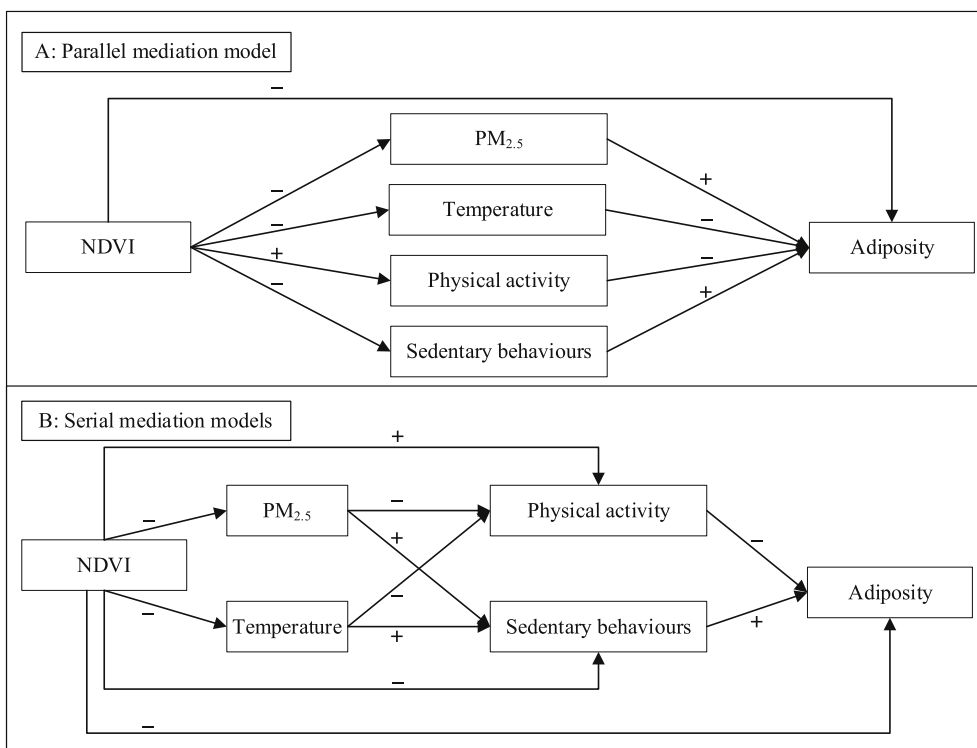 A: Parallel mediation model
−
PM2.5
− +
Temperature
− −
NDVI
Adiposity
+ −
Physical activity
− +
Sedentary behaviours
B: Serial mediation models
+
PM2.5
Physical activity
− −
+ −
NDVI
Adiposity
−
− + +
Temperature
Sedentary behaviours
−
−